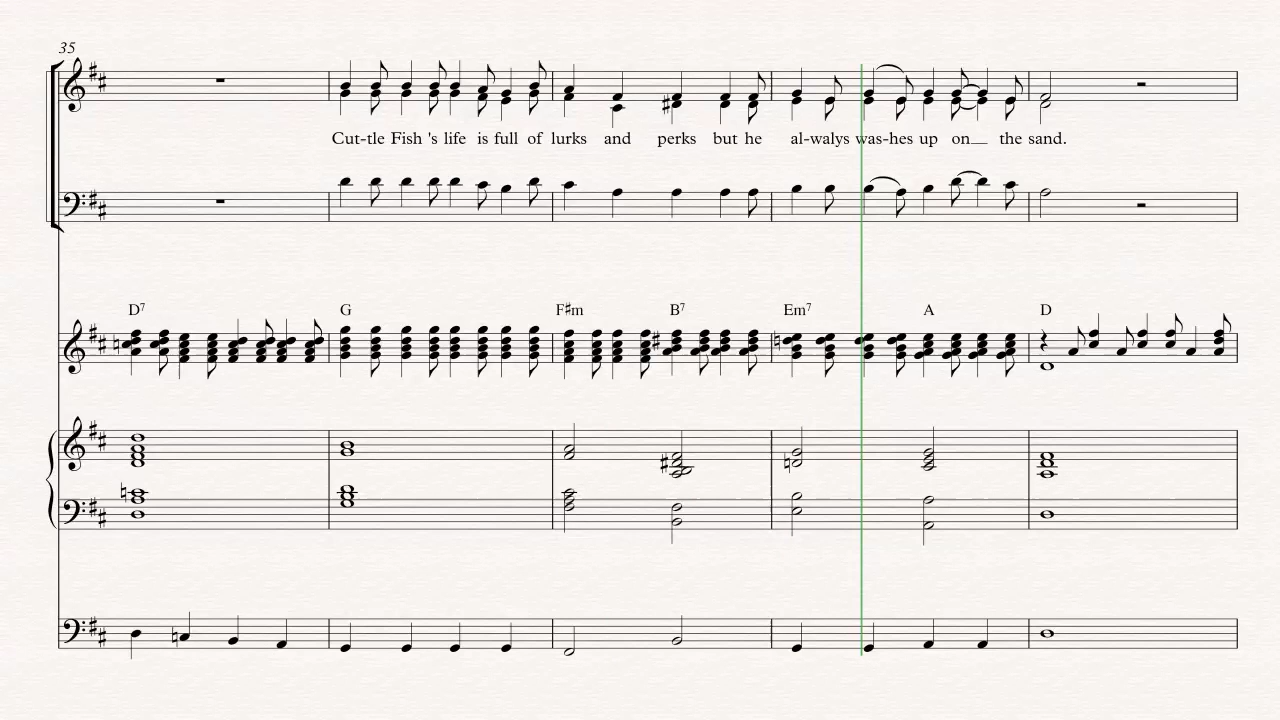 35
Cut-tle Fish 's life is full of lurks and perks but he al-walys was-hes up on__ the sand.
D7 G F♯m B7 Em7 A D